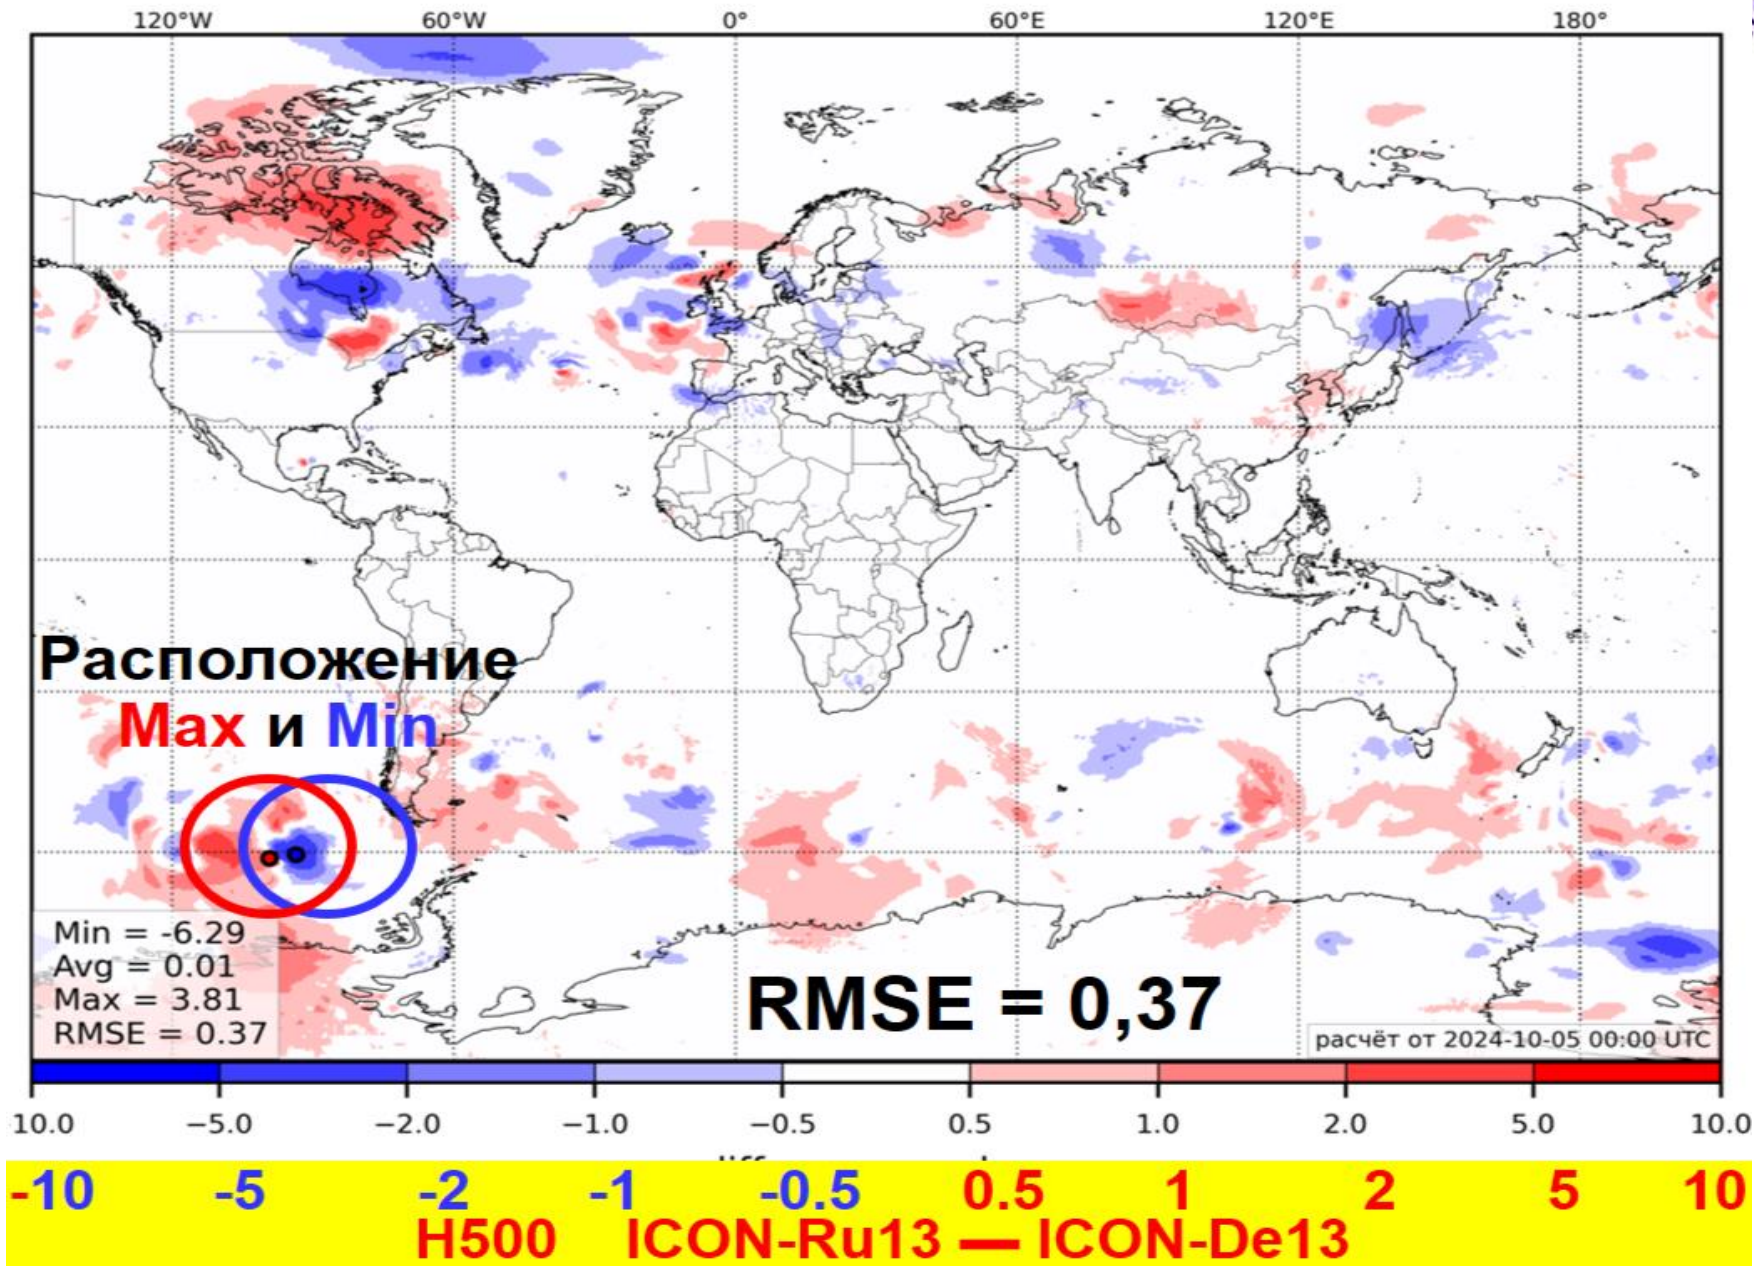 120°W 60°W 0° 60°E 120°E 180°
Расположение
Max и Min
Min = -6.29
Avg = 0.01
Max = 3.81
RMSE = 0.37
RMSE = 0,37
расчёт от 2024-10-05 00:00 UTC
10.0 −5.0 −2.0 −1.0 −0.5 0.5 1.0 2.0 5.0 10.0
-10 -5 -2 -1 -0.5 0.5 1 2 5 10
H500 ICON-Ru13 — ICON-De13